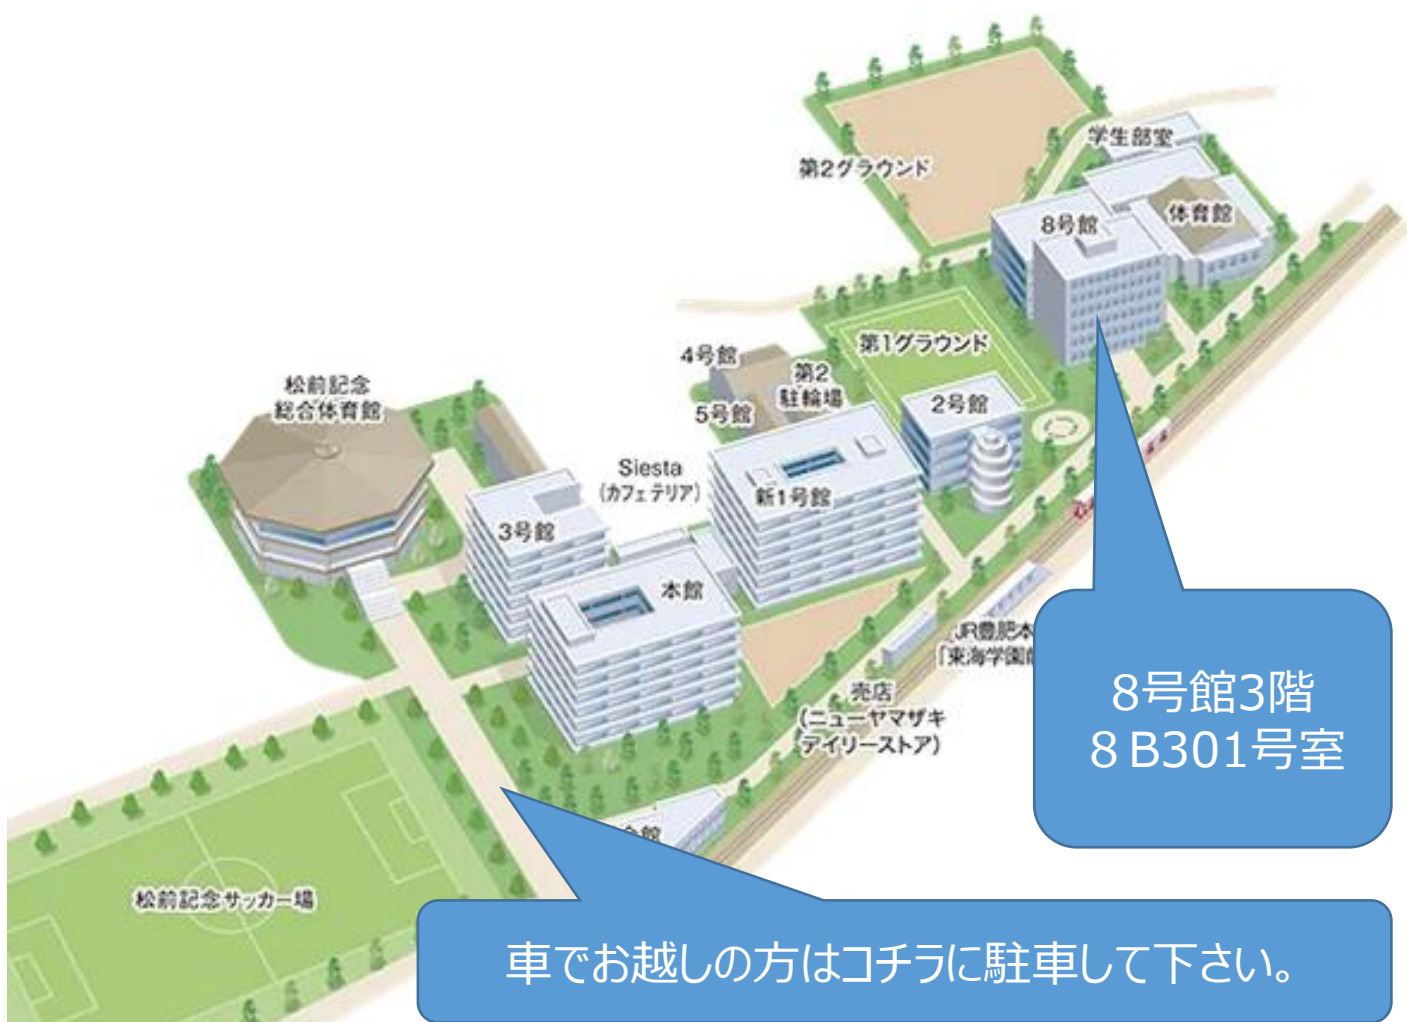 学生部室
第2グラウンド
体育館
8号館
第1グラウンド
4号館
第2
駐輪場
松前記念
総合体育館
5号館
2号館
Siesta
(カフェテリア)
新1号館
3号館
本館
JR豊肥本
「東海学園前
売店
(ニューヤマザキ
デイリーストア)
8号館3階
８B301号室
館
松前記念サッカー場
車でお越しの方はコチラに駐車して下さい。